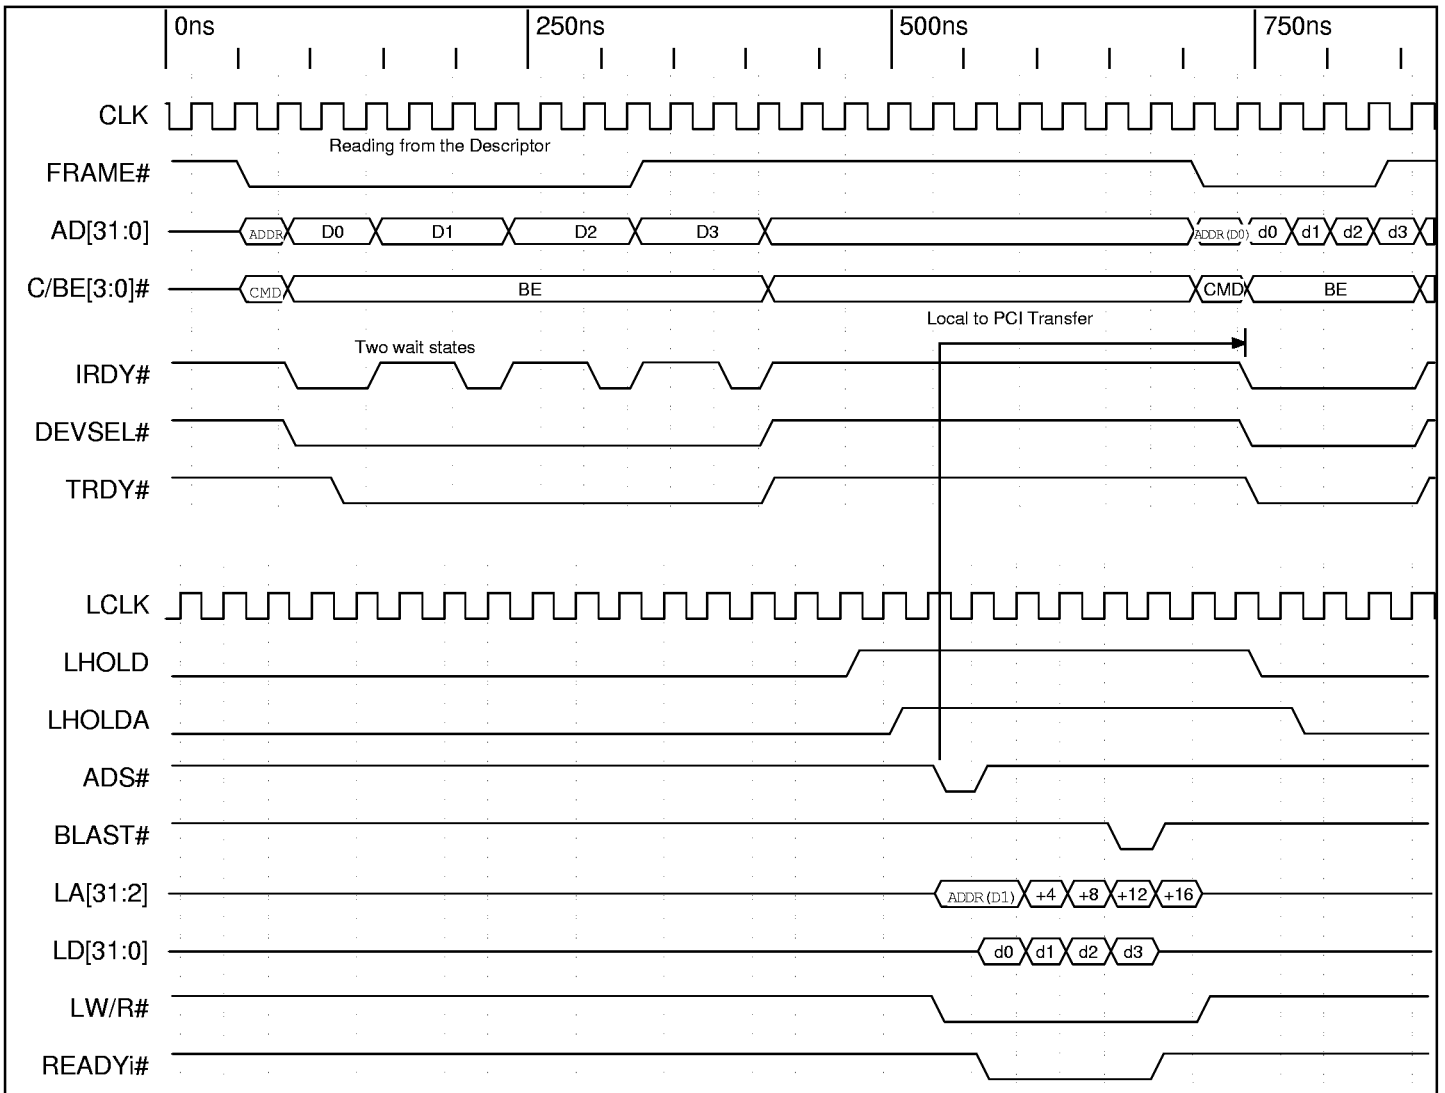 0ns 250ns 500ns 750ns
CLK
Reading from the Descriptor
FRAME#
AD[31:0] ADDR D0 D1 D2 D3 ADDR(D0) d0 d1 d2 d3
C/BE[3:0]# CMD BE CMD BE
Local to PCI Transfer
Two wait states
IRDY#
DEVSEL#
TRDY#
LCLK
LHOLD
LHOLDA
ADS#
BLAST#
LA[31:2] ADDR(D1) +4 +8 +12 +16
LD[31:0] d0 d1 d2 d3
LW/R#
READYi#